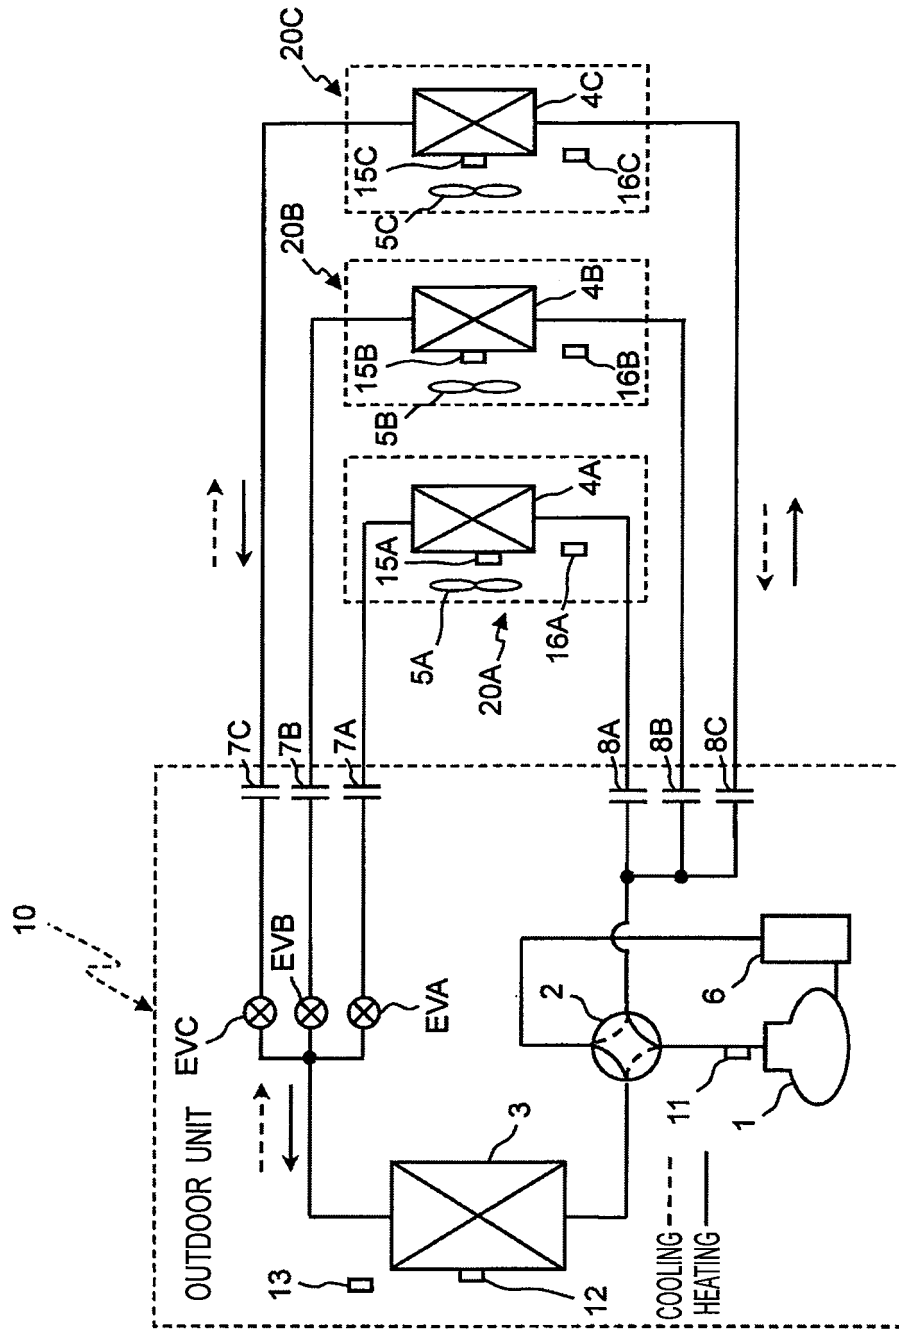 10
OUTDOOR UNIT
EVC
EVB
EVA
7C
7B
7A
8A
8B
8C
20A
20B
20C
5A
15A
4A
16A
5B
15B
4B
16B
5C
15C
4C
16C
13
12
3
2
6
11
1
COOLING
HEATING